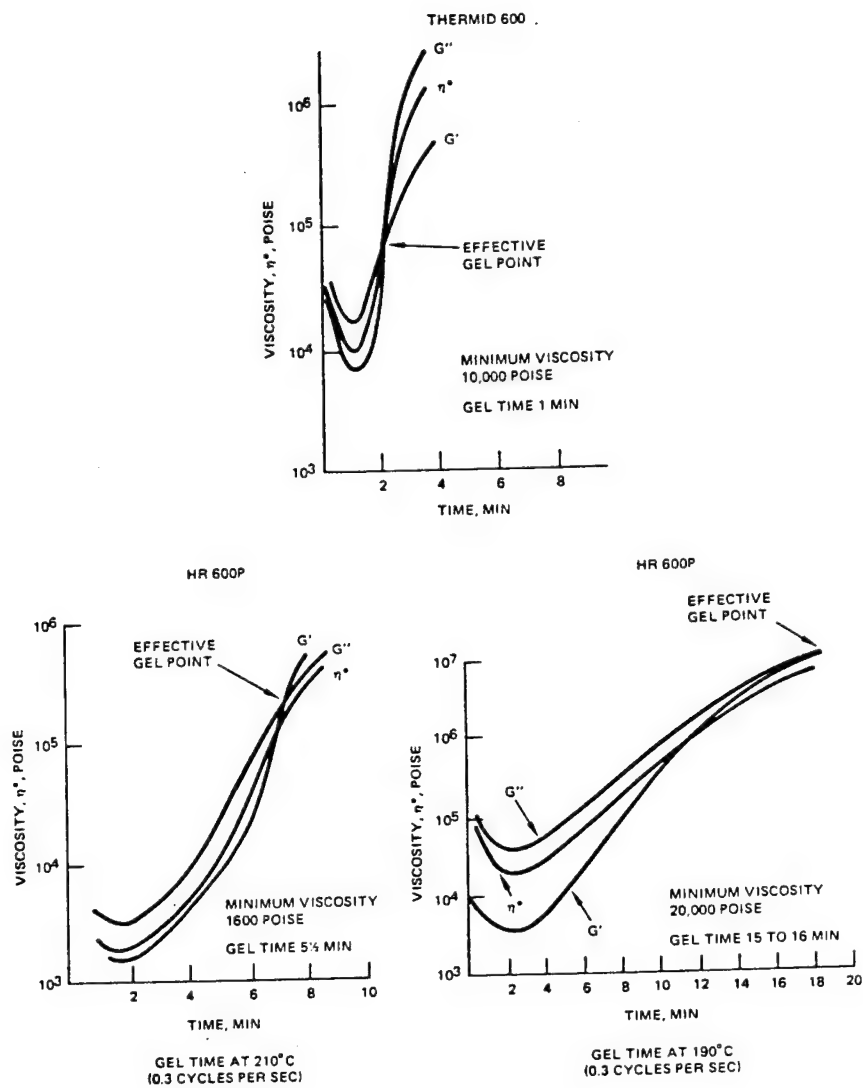 THERMID 600
G''
η*
G'
10⁶
10⁵
10⁴
10³
VISCOSITY, η*, POISE
EFFECTIVE
GEL POINT
MINIMUM VISCOSITY
10,000 POISE
GEL TIME 1 MIN
2 4 6 8
TIME, MIN
HR 600P
10⁶
10⁵
10⁴
10³
VISCOSITY, η*, POISE
EFFECTIVE
GEL POINT
G'
G''
η*
MINIMUM VISCOSITY
1600 POISE
GEL TIME 5½ MIN
2 4 6 8 10
TIME, MIN
GEL TIME AT 210°C
(0.3 CYCLES PER SEC)
HR 600P
EFFECTIVE
GEL POINT
10⁷
10⁶
10⁵
10⁴
10³
VISCOSITY, η*, POISE
G''
η*
G'
MINIMUM VISCOSITY
20,000 POISE
GEL TIME 15 TO 16 MIN
2 4 6 8 10 12 14 16 18 20
TIME, MIN
GEL TIME AT 190°C
(0.3 CYCLES PER SEC)